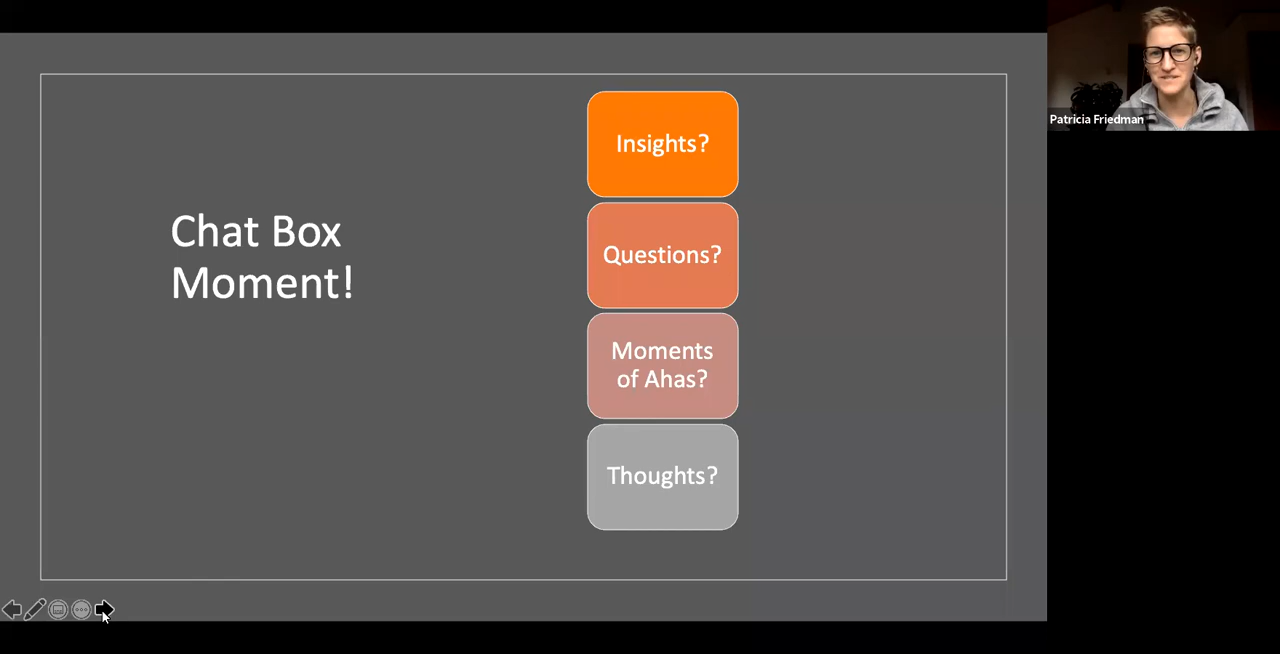 Chat Box
Moment!
Insights?
Questions?
Moments
of Ahas?
Thoughts?
Patricia Friedman